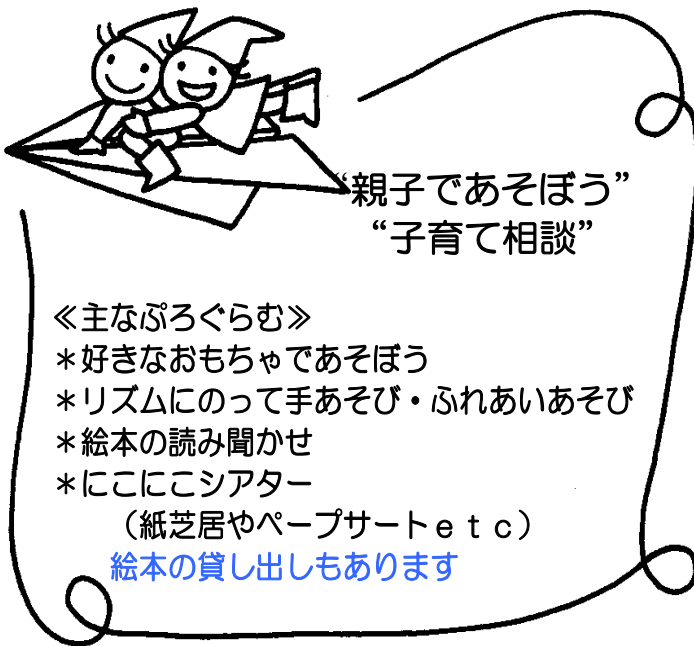 “親子であそぼう”
“子育て相談”
≪主なぷろぐらむ≫
＊好きなおもちゃであそぼう
＊リズムにのって手あそび・ふれあいあそび
＊絵本の読み聞かせ
＊にこにこシアター
（紙芝居やペープサートｅｔｃ）
絵本の貸し出しもあります